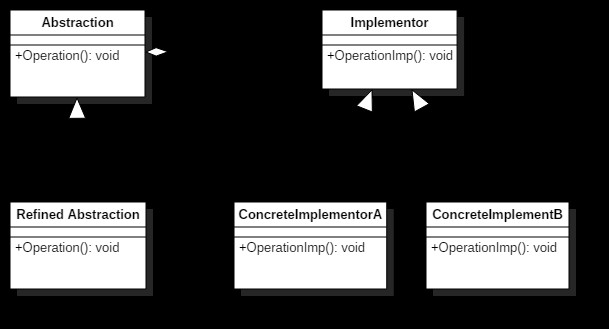 Abstraction
+Operation(): void
Implementor
+OperationImp(): void
Refined Abstraction
+Operation(): void
ConcreteImplementorA
+OperationImp(): void
ConcreteImplementB
+OperationImp(): void